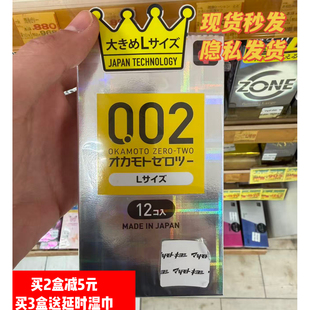 現货秒发
隐私发货
大きめLサイズ
JAPAN TECHNOLOGY
ZONE
0.02
OKAMOTO ZERO-TWO
オカモトゼロツー
Lサイズ
12コ入
MADE IN JAPAN
买2盒减5元
买3盒送延时湿巾